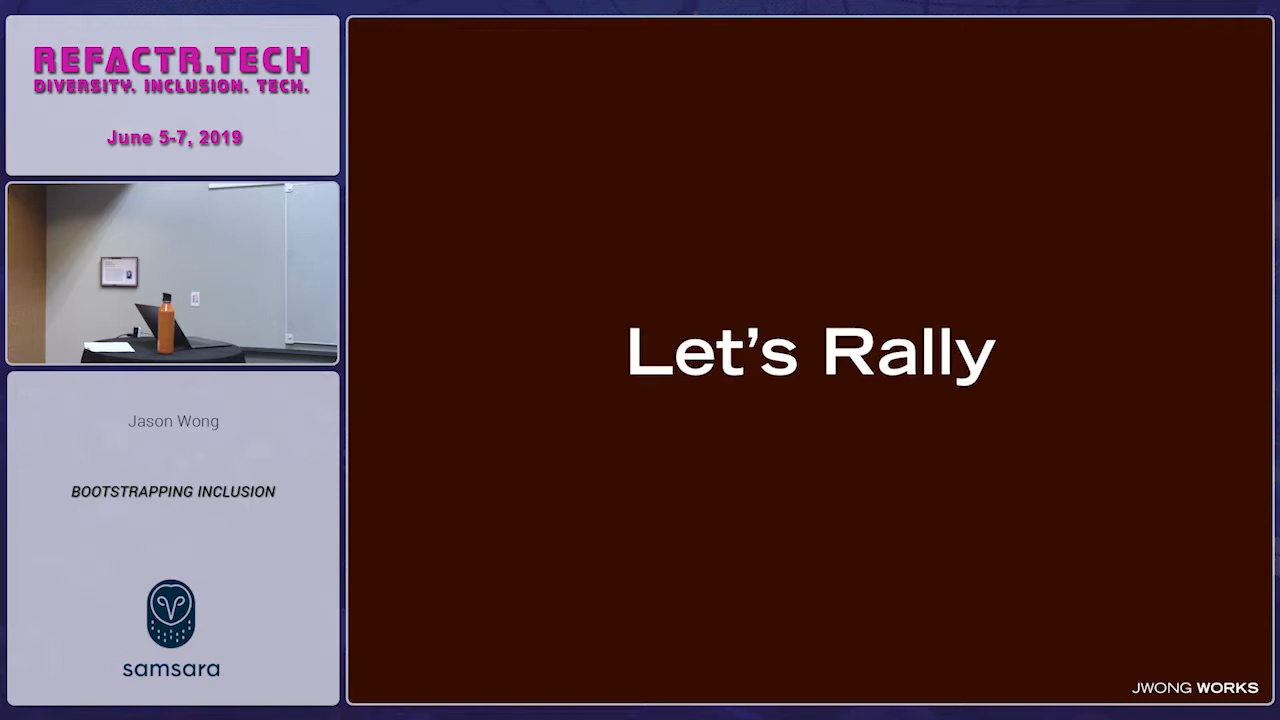 REFACTR.TECH
DIVERSITY. INCLUSION. TECH.
June 5-7, 2019
Jason Wong
BOOTSTRAPPING INCLUSION
samsara
Let's Rally
JWONG WORKS